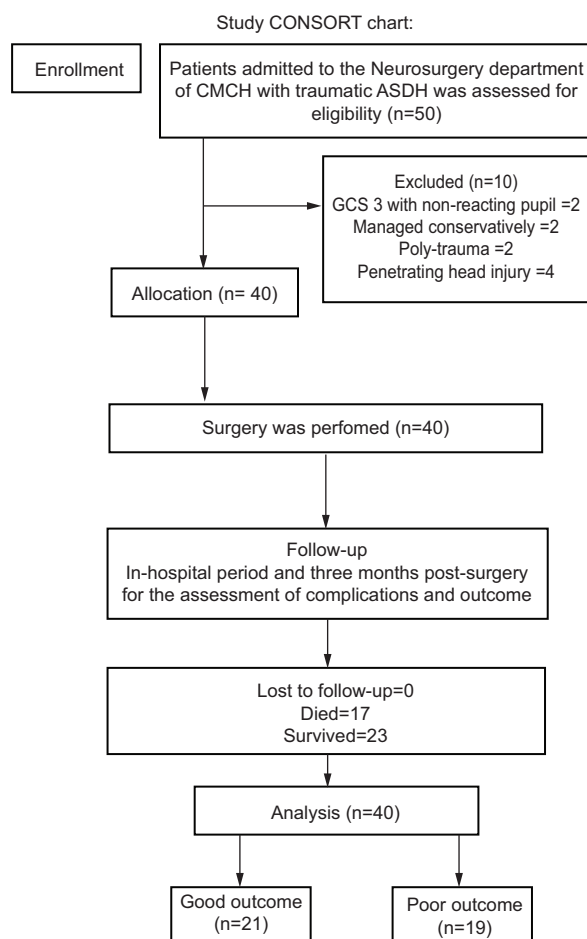 Study CONSORT chart:
Enrollment
Patients admitted to the Neurosurgery department
of CMCH with traumatic ASDH was assessed for
eligibility (n=50)
Excluded (n=10)
GCS 3 with non-reacting pupil =2
Managed conservatively =2
Poly-trauma =2
Penetrating head injury =4
Allocation (n= 40)
Surgery was perfomed (n=40)
Follow-up
In-hospital period and three months post-surgery
for the assessment of complications and outcome
Lost to follow-up=0
Died=17
Survived=23
Analysis (n=40)
Good outcome
(n=21)
Poor outcome
(n=19)